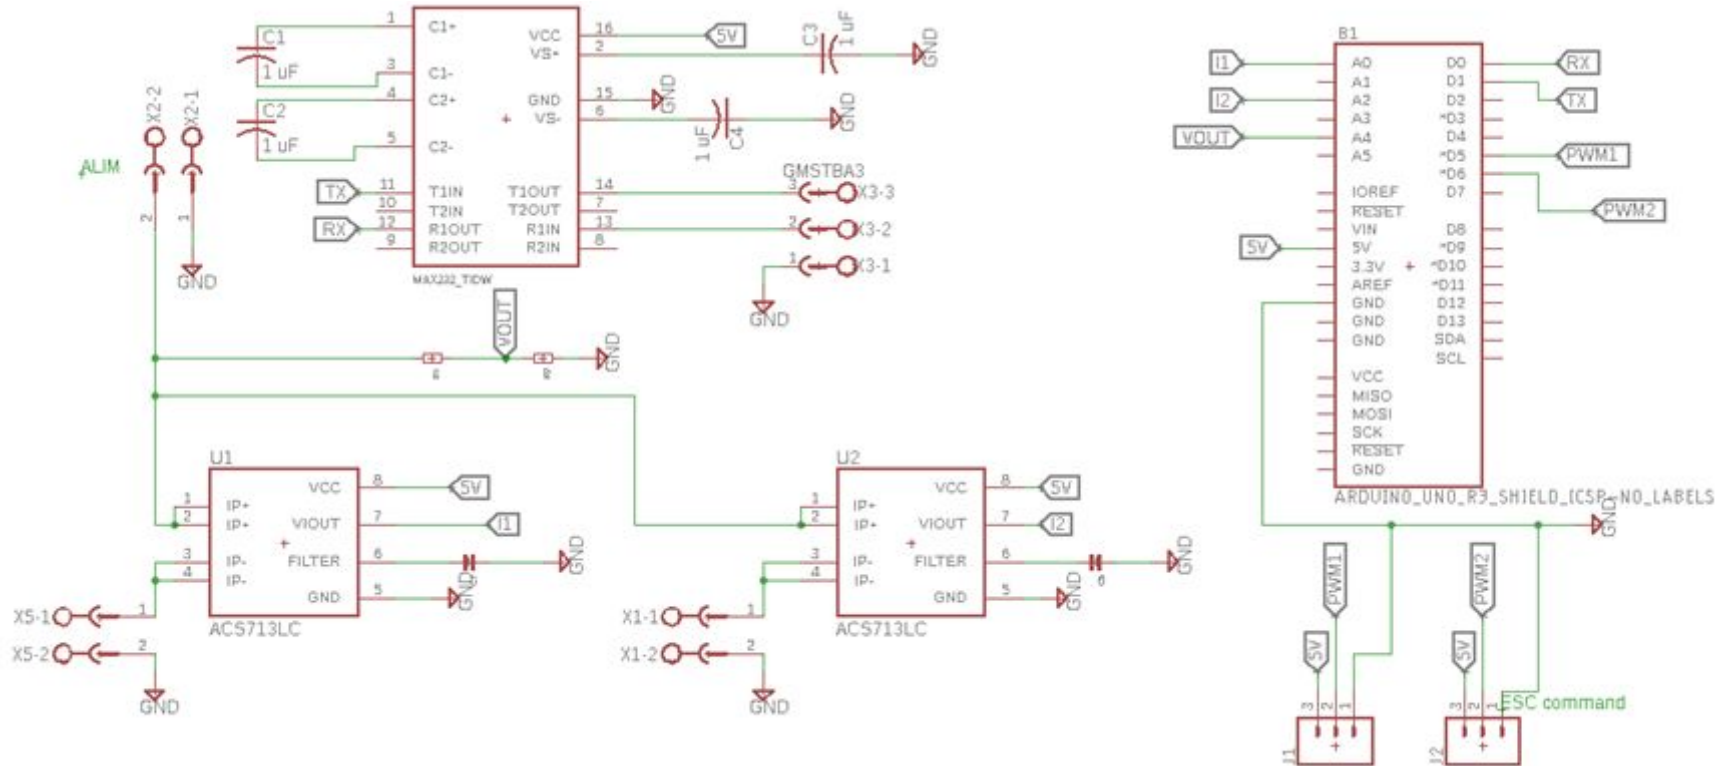 1
C1+
C1
1 uF
3
C1-
4
C2+
C2
1 uF
5
C2-
VCC
16
5V
VS+
2
C3
1 uF
GND
GND
15
GND
VS-
6
1 uF
C4
GND
X2-2
X2-1
ALIM
2
1
GND
TX
11
T1IN
10
T2IN
RX
12
R1OUT
9
R2OUT
T1OUT
14
T2OUT
7
R1IN
13
R2IN
8
MAX232_TIDW
GMSTBA3
3
X3-3
2
X3-2
1
X3-1
GND
VOUT
GND
U1
1
IP+
2
IP+
3
IP-
4
IP-
VCC
8
5V
VIOUT
7
I1
FILTER
6
GND
GND
5
GND
ACS713LC
X5-1
1
X5-2
2
GND
U2
1
IP+
2
IP+
3
IP-
4
IP-
VCC
8
5V
VIOUT
7
I2
FILTER
6
GND
GND
5
GND
ACS713LC
X1-1
1
X1-2
2
GND
B1
I1
A0
A1
I2
A2
A3
VOUT
A4
A5
IOREF
RESET
VIN
5V
5V
3.3V
AREF
GND
GND
GND
VCC
MISO
MOSI
SCK
RESET
GND
D0
RX
D1
D2
TX
*D3
D4
*D5
PWM1
*D6
D7
PWM2
D8
*D9
*D10
*D11
D12
D13
SDA
SCL
ARDUINO_UNO_R3_SHIELD_ICSP-NO_LABELS
GND
PWM1
PWM2
5V
5V
3
2
1
3
2
1
ESC command
J1
J2